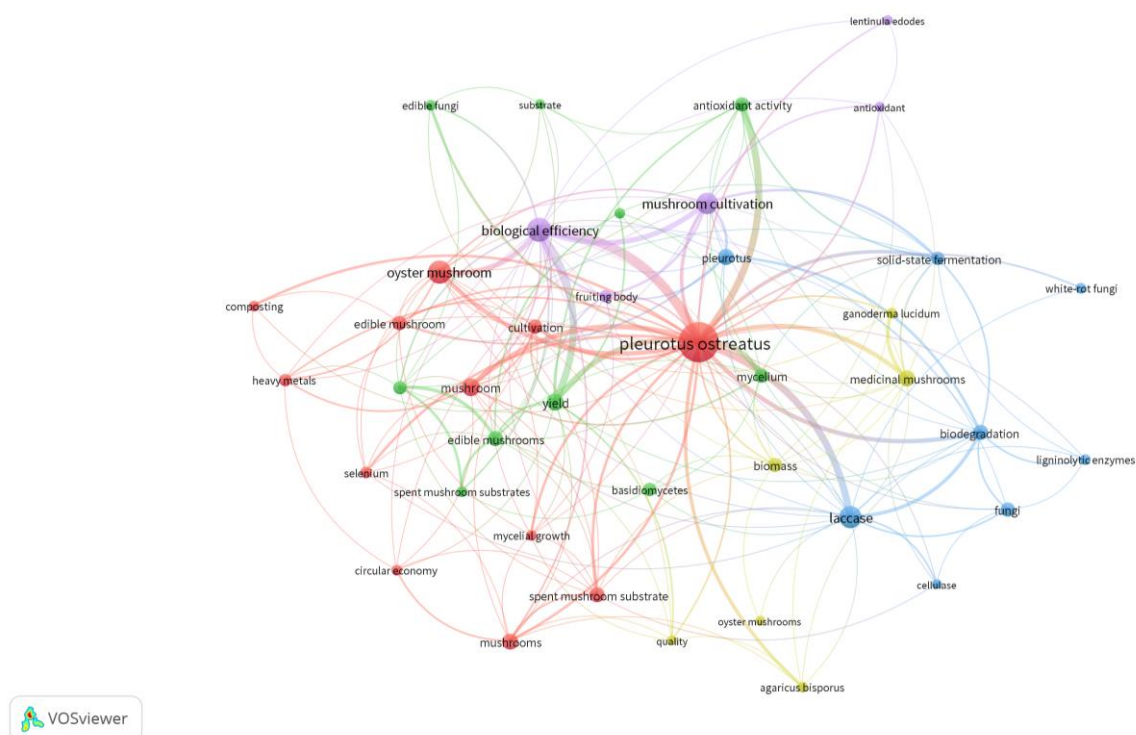 lentinula edodes
edible fungi
substrate
antioxidant activity
antioxidant
mushroom cultivation
biological efficiency
pleurotus
solid-state fermentation
oyster mushroom
white-rot fungi
fruiting body
composting
ganoderma lucidum
edible mushroom
cultivation
pleurotus ostreatus
heavy metals
mushroom
mycelium
medicinal mushrooms
yield
edible mushrooms
biodegradation
selenium
biomass
ligninolytic enzymes
spent mushroom substrates
basidiomycetes
laccase
fungi
mycelial growth
circular economy
cellulase
spent mushroom substrate
oyster mushrooms
mushrooms
quality
agaricus bisporus
VOSviewer